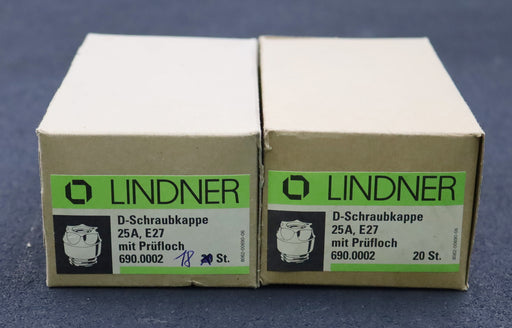 LINDNER
D-Schraubkappe
25A, E27
mit Prüfloch
690.0002 18 St.
LINDNER
D-Schraubkappe
25A, E27
mit Prüfloch
690.0002 20 St.